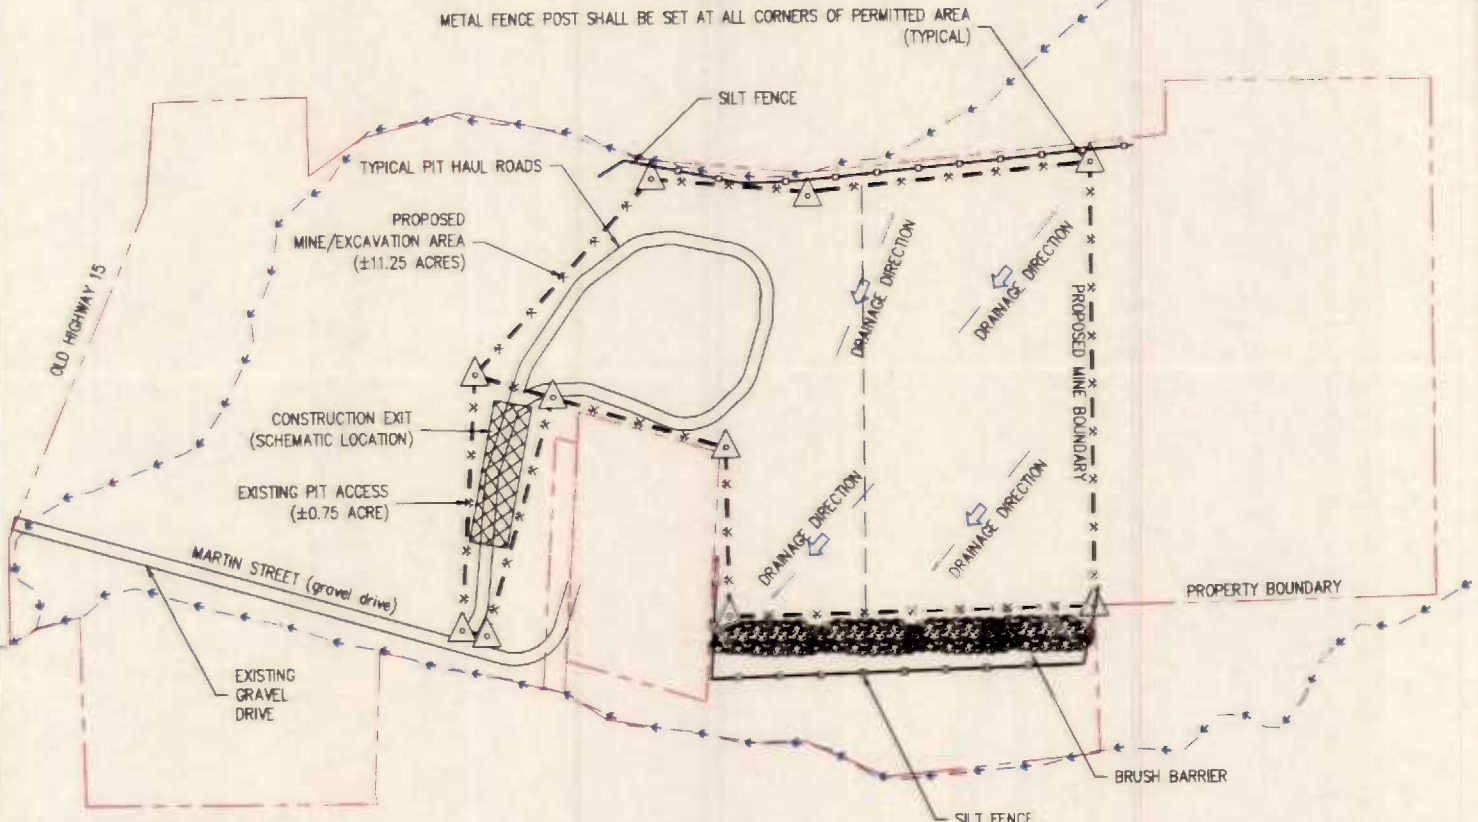 METAL FENCE POST SHALL BE SET AT ALL CORNERS OF PERMITTED AREA
(TYPICAL)
SILT FENCE
TYPICAL PIT HAUL ROADS
PROPOSED
MINE/EXCAVATION AREA
(±11.25 ACRES)
OLD HIGHWAY 15
DRAINAGE DIRECTION
DRAINAGE DIRECTION
PROPOSED MINE BOUNDARY
CONSTRUCTION EXIT
(SCHEMATIC LOCATION)
EXISTING PIT ACCESS
(±0.75 ACRE)
DRAINAGE DIRECTION
DRAINAGE DIRECTION
MARTIN STREET (gravel drive)
PROPERTY BOUNDARY
EXISTING
GRAVEL
DRIVE
BRUSH BARRIER
SILT FENCE